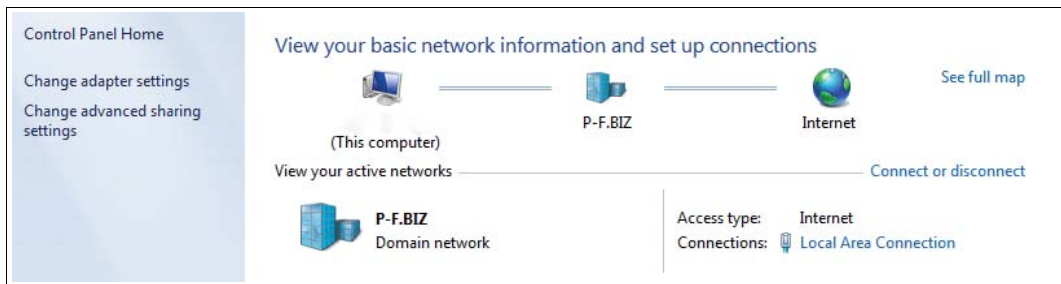 Control Panel Home
Change adapter settings
Change advanced sharing
settings
View your basic network information and set up connections
See full map
(This computer)
P-F.BIZ
Internet
View your active networks
Connect or disconnect
P-F.BIZ
Domain network
Access type: Internet
Connections: Local Area Connection